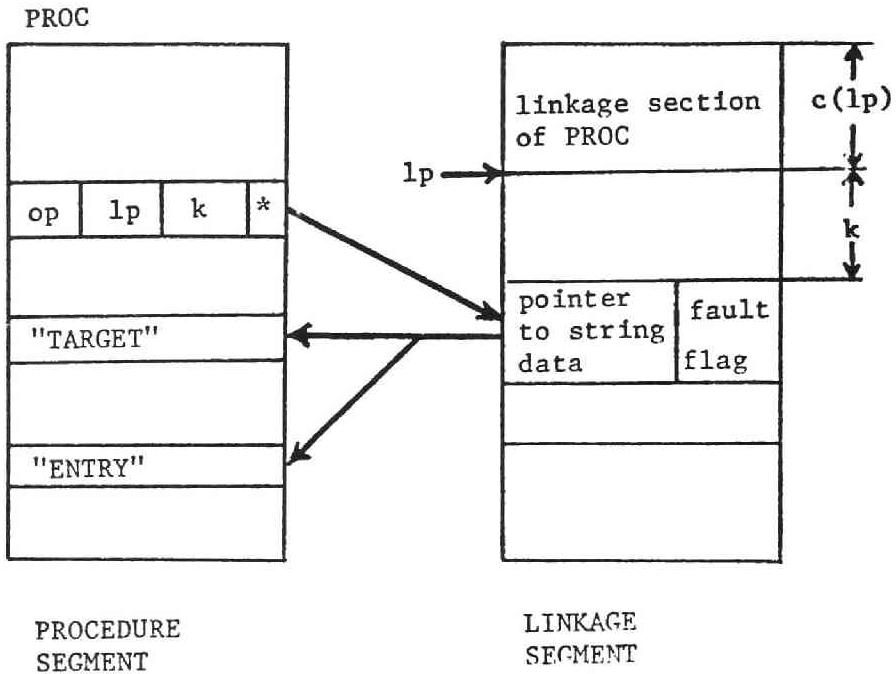 PROC
linkage section
of PROC
c(lp)
lp
op lp k *
k
pointer
to string
data
fault
flag
"TARGET"
"ENTRY"
PROCEDURE
SEGMENT
LINKAGE
SEGMENT